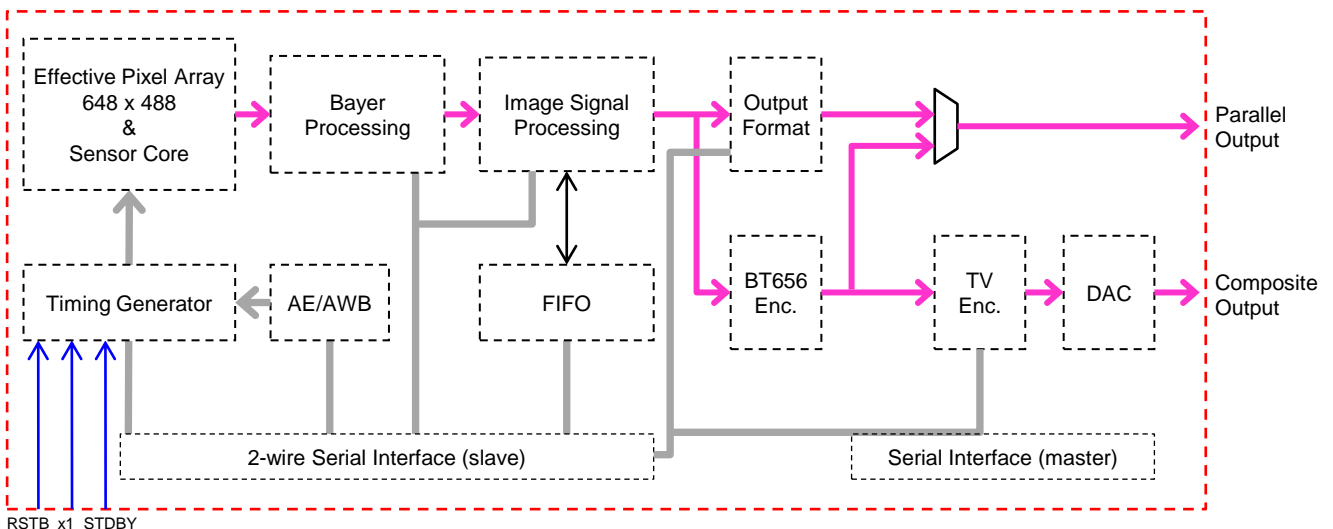 Effective Pixel Array
648 x 488
&
Sensor Core
Bayer
Processing
Image Signal
Processing
Output
Format
Parallel
Output
Timing Generator
AE/AWB
FIFO
BT656
Enc.
TV
Enc.
DAC
Composite
Output
2-wire Serial Interface (slave)
Serial Interface (master)
RSTB x1 STDBY